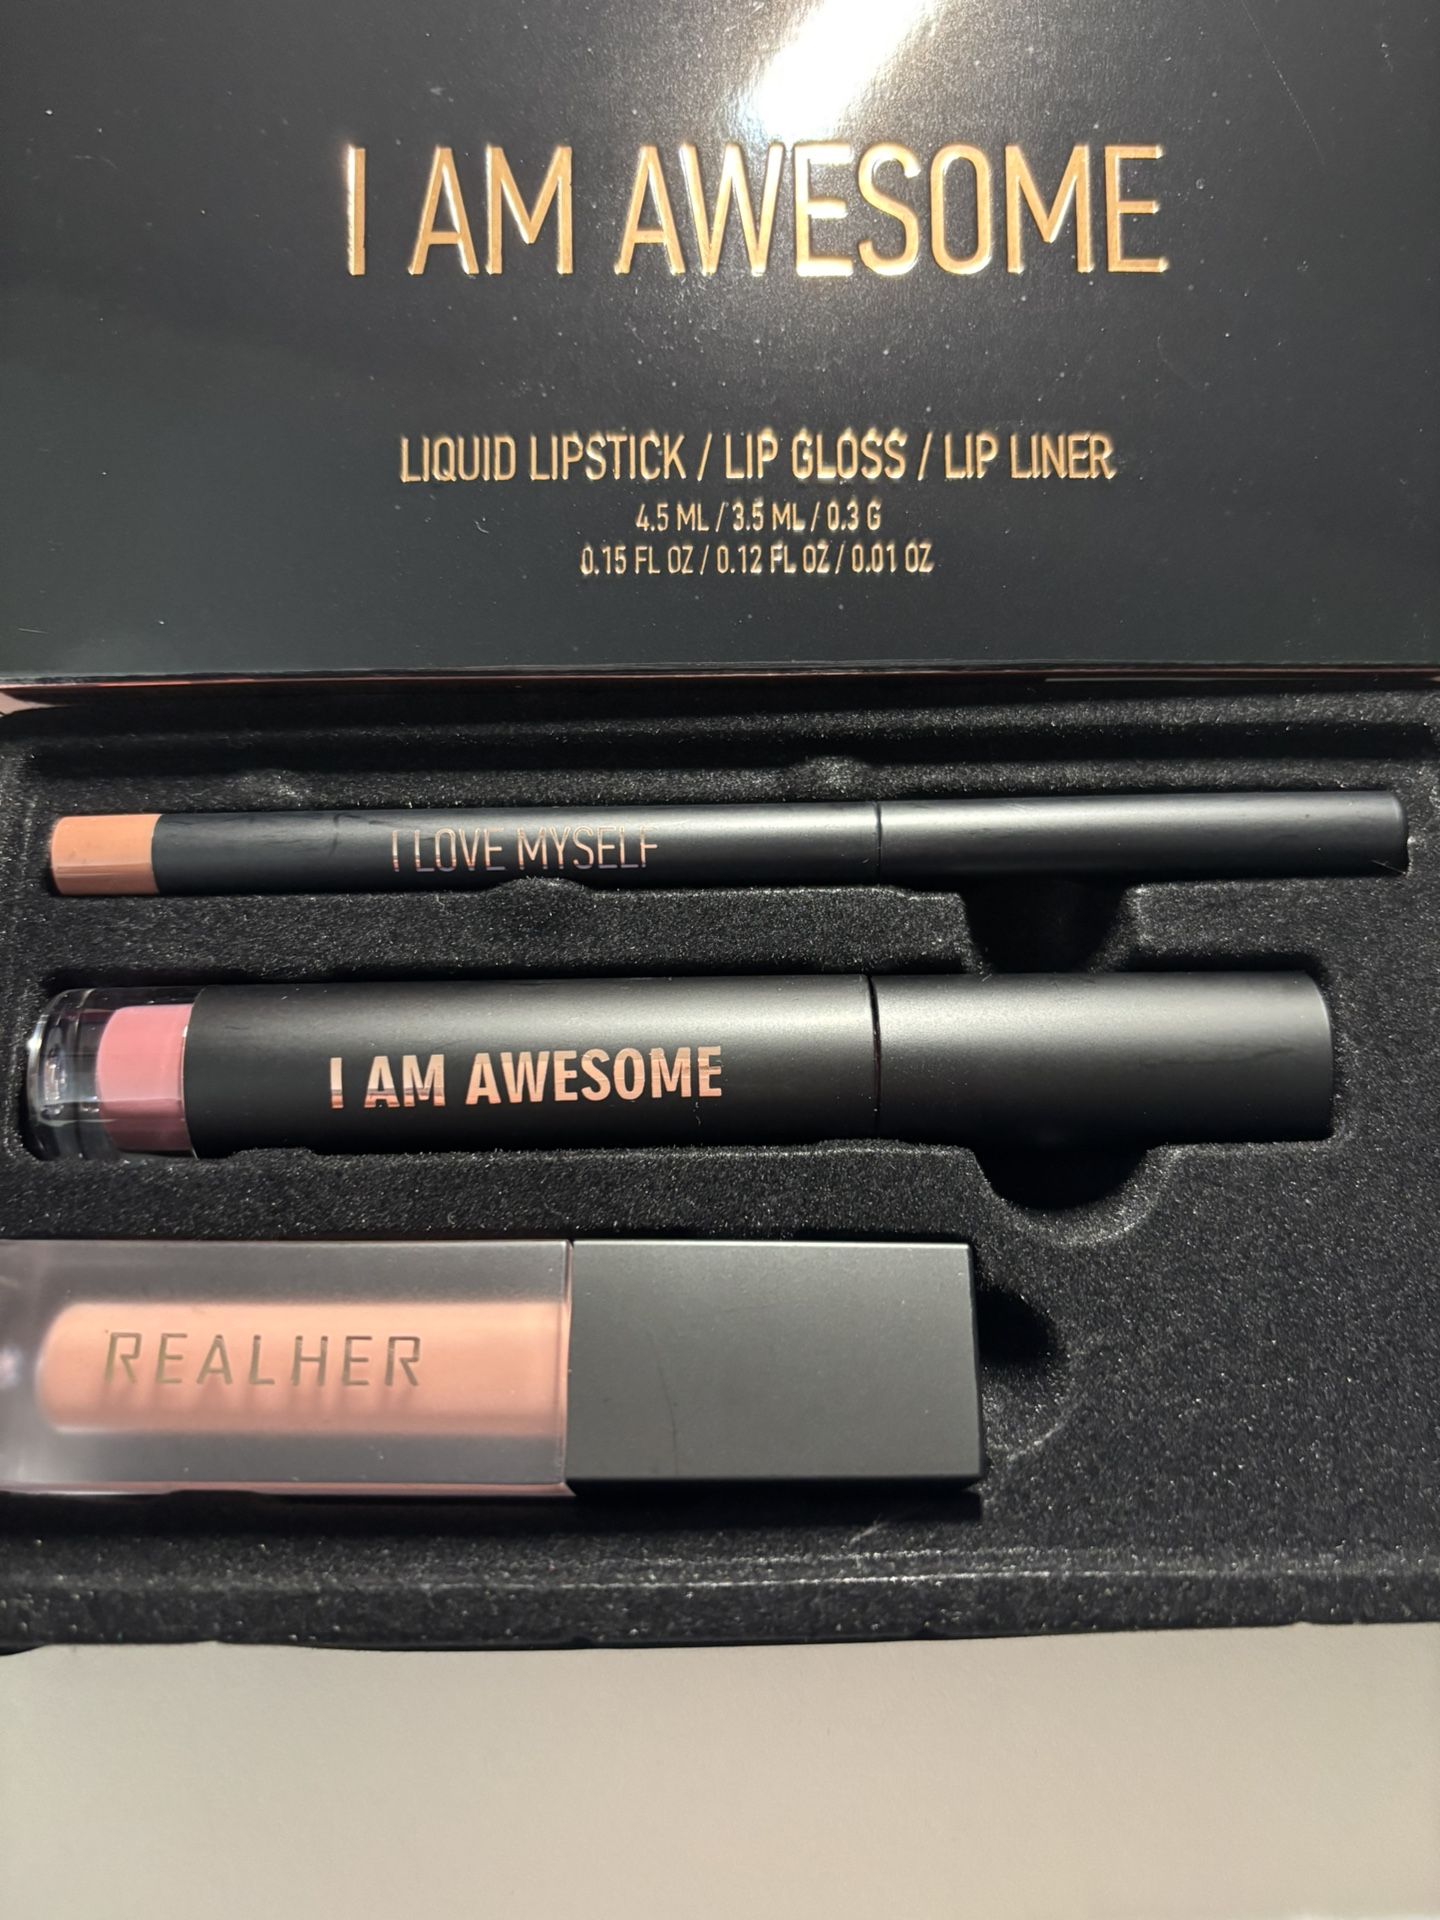 I AM AWESOME
LIQUID LIPSTICK / LIP GLOSS / LIP LINER
4.5 ML / 3.5 ML / 0.3 G
0.15 FL OZ / 0.12 FL OZ / 0.01 OZ
I LOVE MYSELF
I AM AWESOME
REALHER